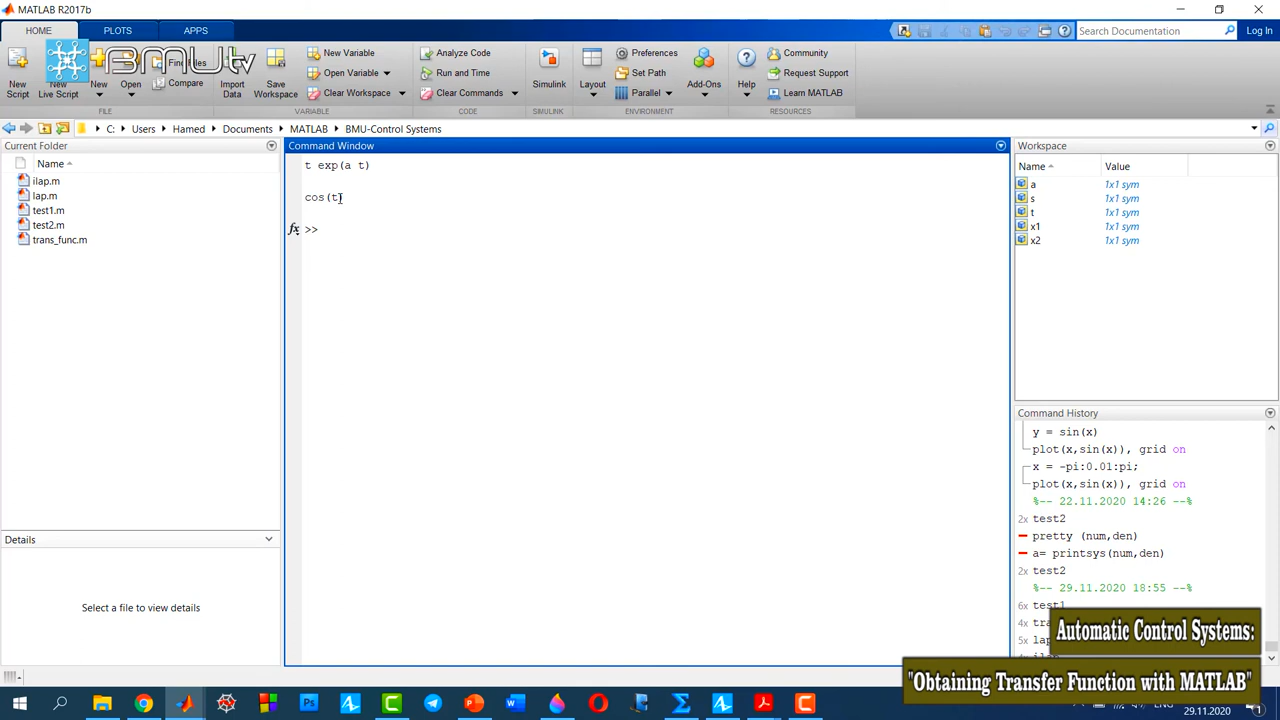 MATLAB R2017b
HOME PLOTS APPS
Search Documentation
Log In
New Script
New Live Script
New
Open
Find Files
Compare
Import Data
Save Workspace
New Variable
Open Variable
Clear Workspace
Analyze Code
Run and Time
Clear Commands
Simulink
Layout
Preferences
Set Path
Parallel
Add-Ons
Help
Community
Request Support
Learn MATLAB
FILE VARIABLE CODE SIMULINK ENVIRONMENT RESOURCES
BMUtv
C: Users Hamed Documents MATLAB BMU-Control Systems
Current Folder
Name
ilap.m
lap.m
test1.m
test2.m
trans_func.m
Details
Select a file to view details
Command Window
t exp(a t)
cos(t)
fx >>
Workspace
Name Value
a 1x1 sym
s 1x1 sym
t 1x1 sym
x1 1x1 sym
x2 1x1 sym
Command History
y = sin(x)
plot(x,sin(x)), grid on
x = -pi:0.01:pi;
plot(x,sin(x)), grid on
%-- 22.11.2020 14:26 --%
2x test2
pretty (num,den)
a= printsys(num,den)
2x test2
%-- 29.11.2020 18:55 --%
6x test1
4x
5x
Automatic Control Systems:
"Obtaining Transfer Function with MATLAB"
ENG
29.11.2020